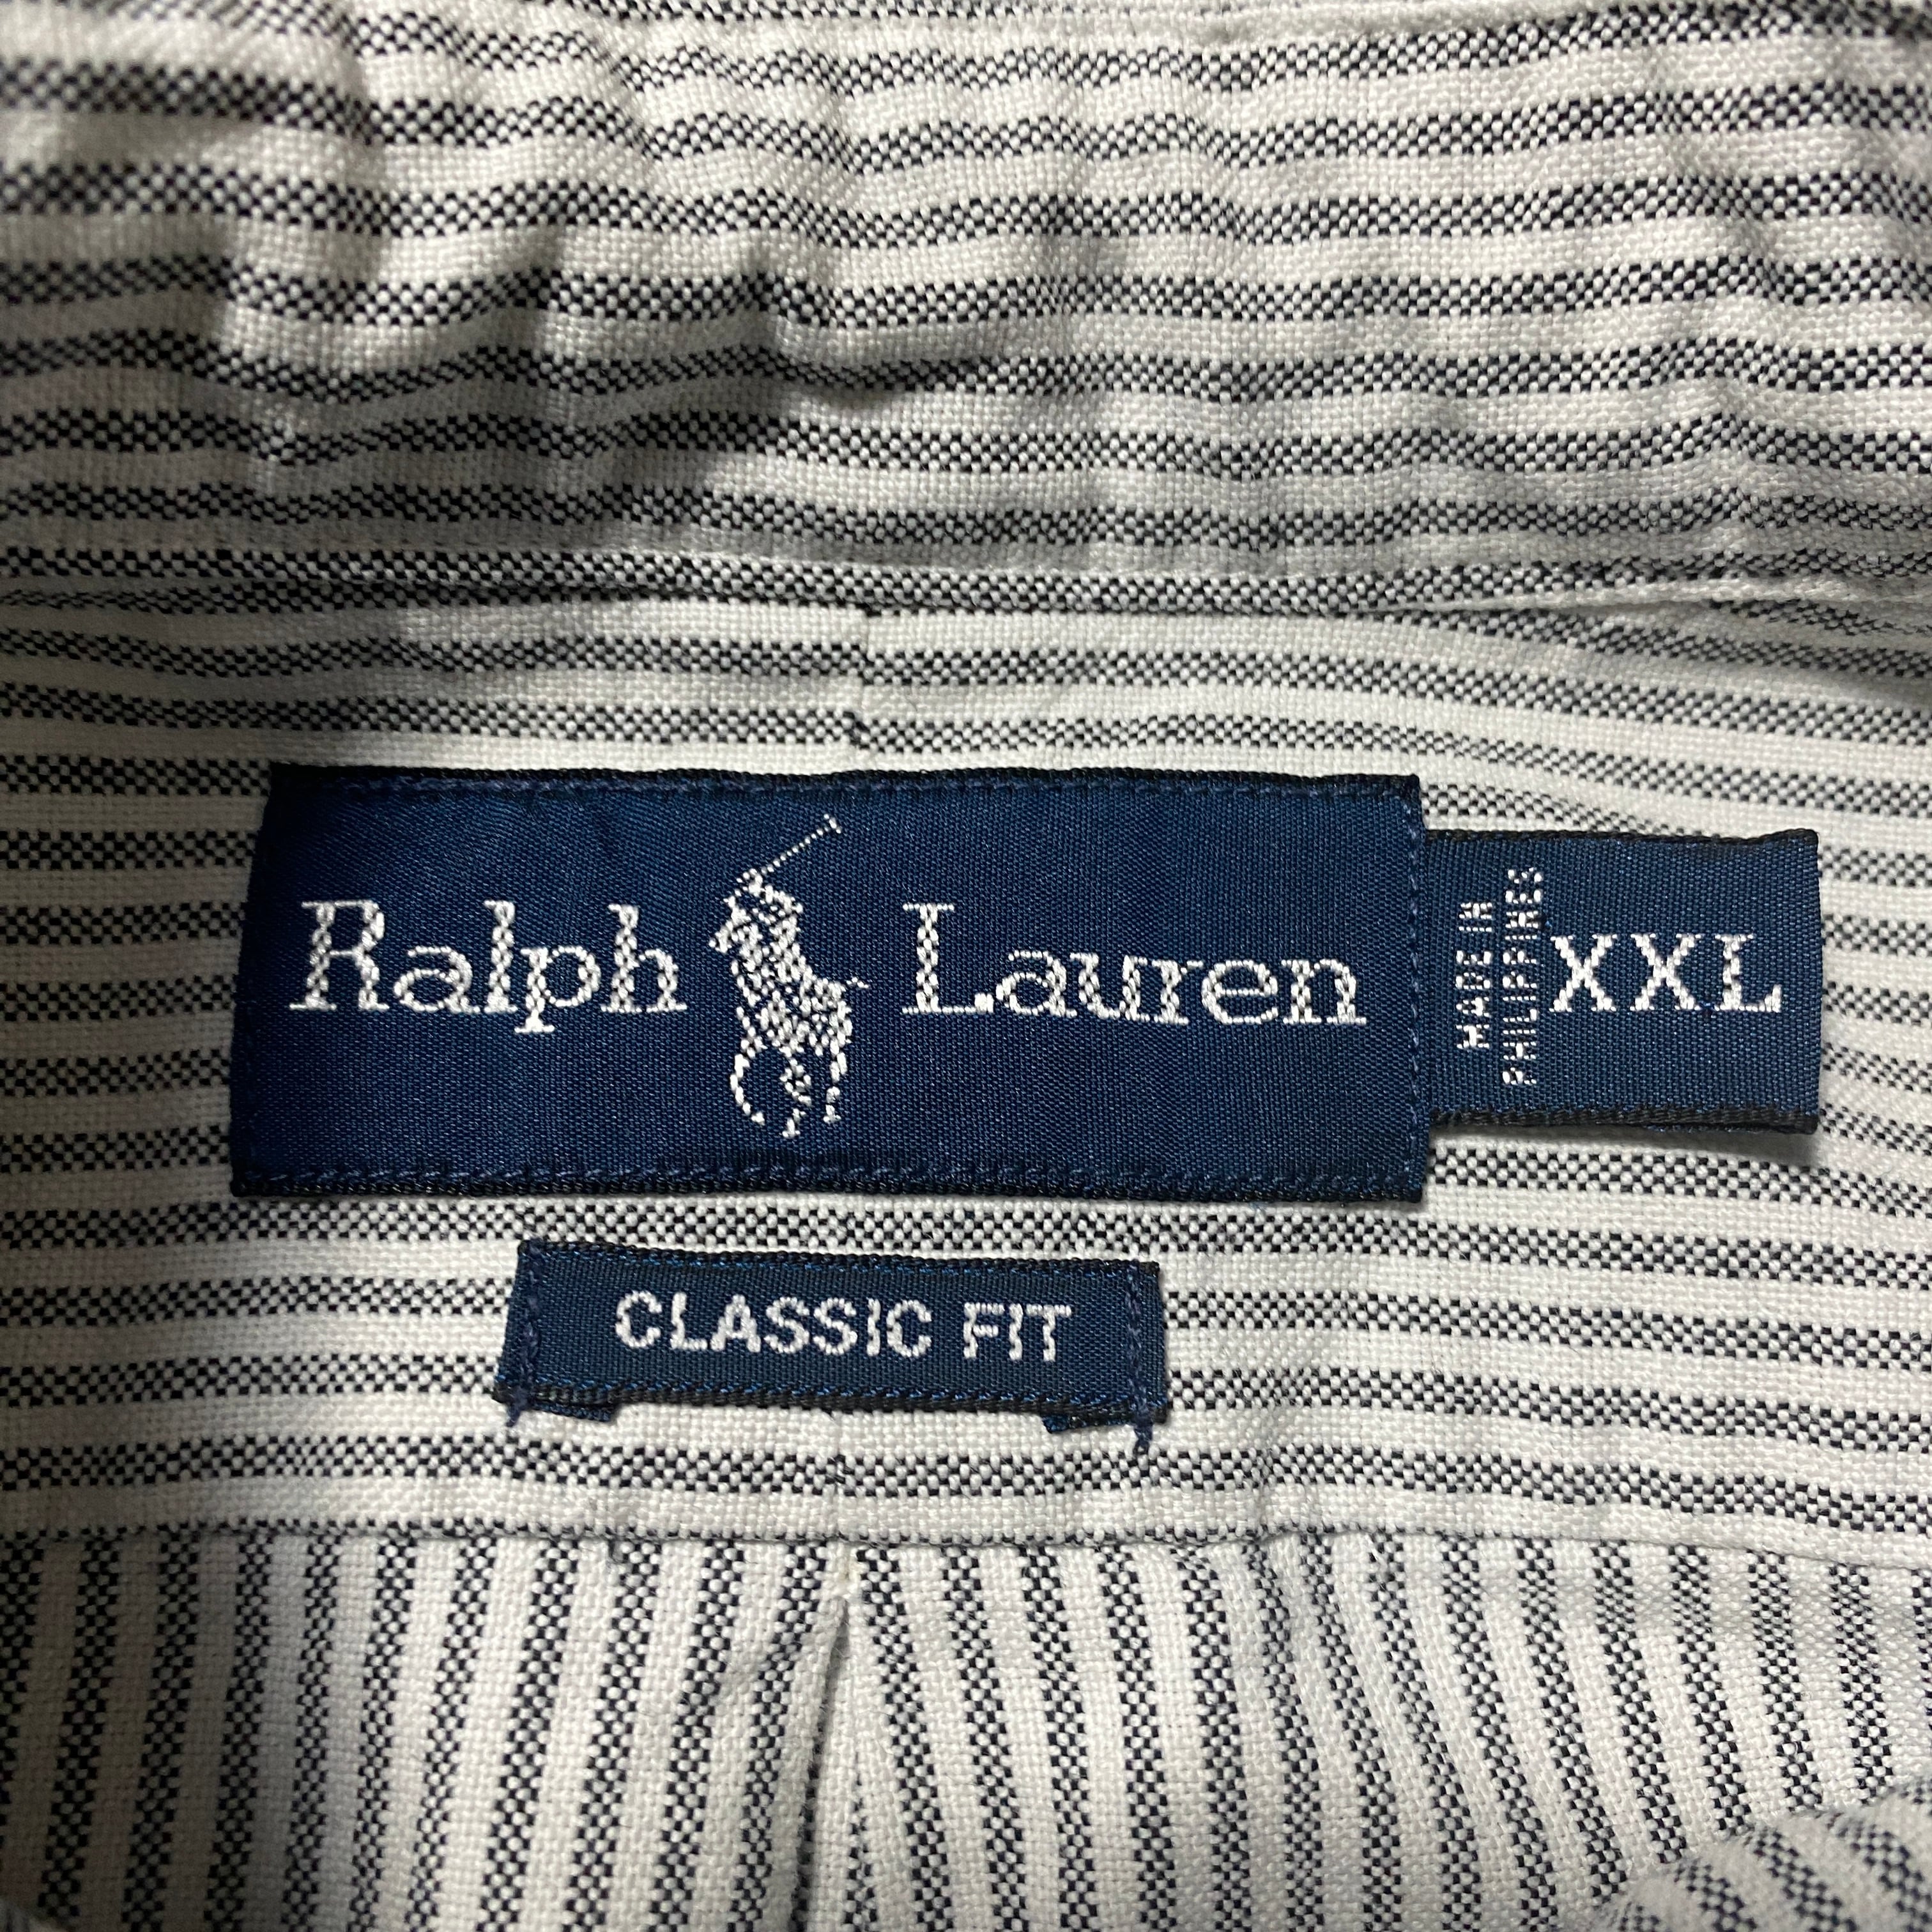 Ralph Lauren
MADE IN
PHILIPPINES
XXL
CLASSIC FIT